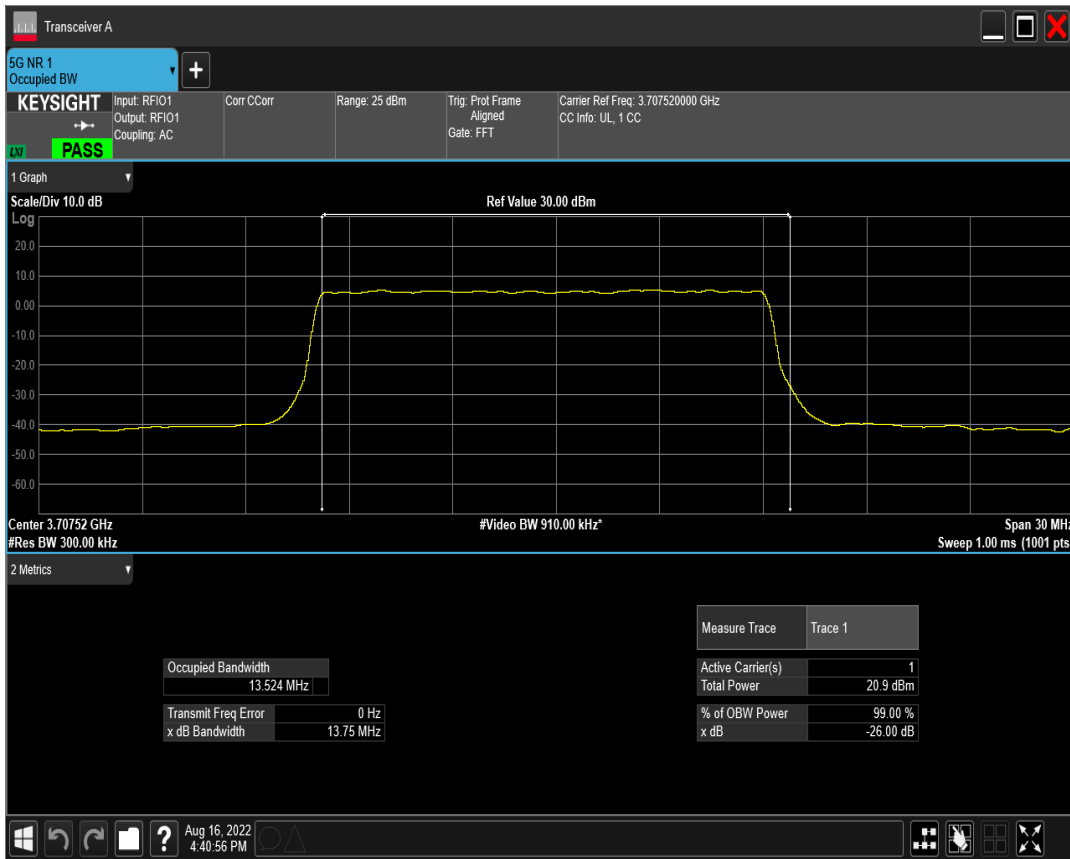 Transceiver A
5G NR 1
Occupied BW
KEYSIGHT
LXI
PASS
Input: RFIO1
Output: RFIO1
Coupling: AC
Corr CCorr
Range: 25 dBm
Trig: Prot Frame
Aligned
Gate: FFT
Carrier Ref Freq: 3.707520000 GHz
CC Info: UL, 1 CC
1 Graph
Scale/Div 10.0 dB
Ref Value 30.00 dBm
Log
20.0
10.0
0.00
-10.0
-20.0
-30.0
-40.0
-50.0
-60.0
Center 3.70752 GHz
#Video BW 910.00 kHz*
Span 30 MHz
#Res BW 300.00 kHz
Sweep 1.00 ms (1001 pts
2 Metrics
Measure Trace Trace 1
Occupied Bandwidth
13.524 MHz
Active Carrier(s) 1
Total Power 20.9 dBm
Transmit Freq Error 0 Hz
x dB Bandwidth 13.75 MHz
% of OBW Power 99.00 %
x dB -26.00 dB
?
Aug 16, 2022
4:40:56 PM